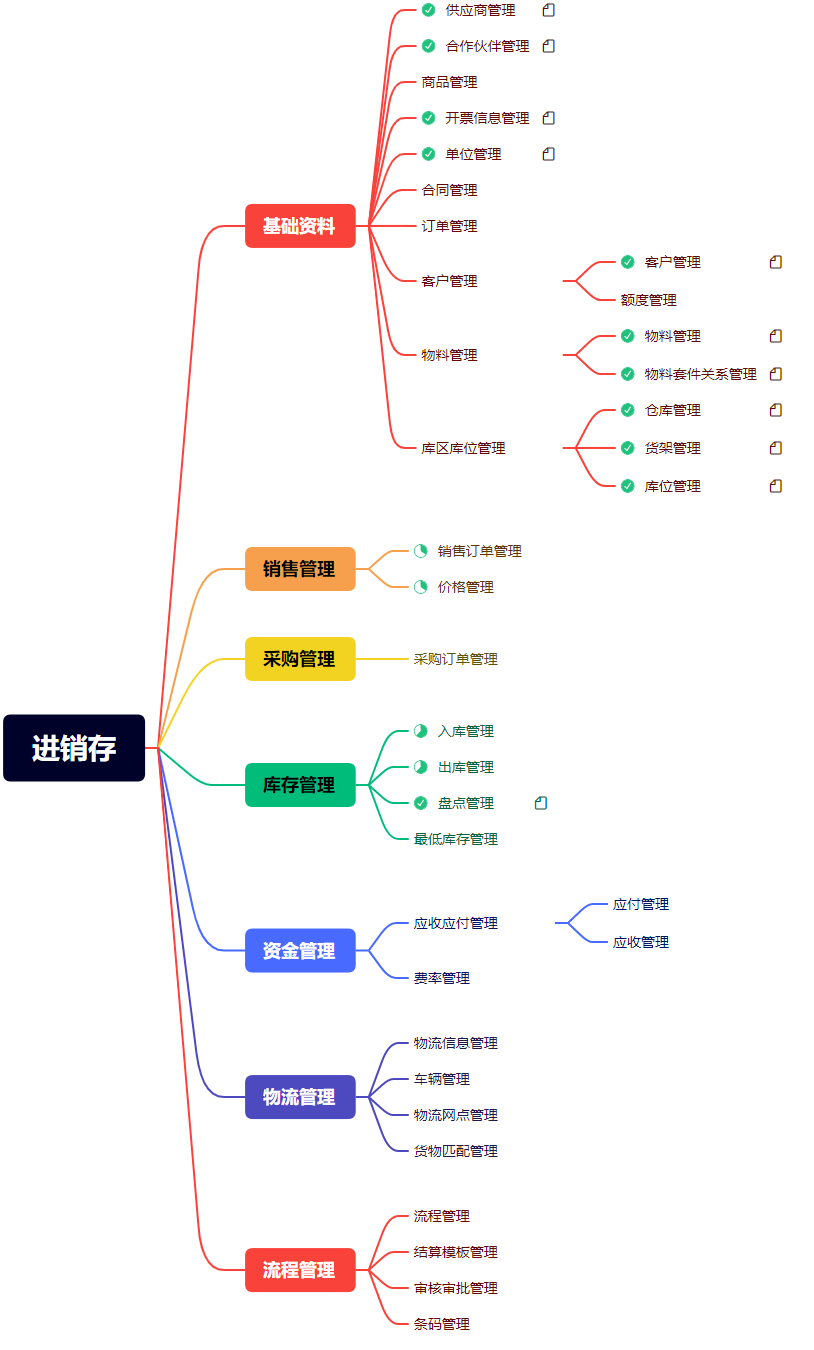 进销存
基础资料
供应商管理
合作伙伴管理
商品管理
开票信息管理
单位管理
合同管理
订单管理
客户管理
客户管理
额度管理
物料管理
物料管理
物料套件关系管理
库区库位管理
仓库管理
货架管理
库位管理
销售管理
销售订单管理
价格管理
采购管理
采购订单管理
库存管理
入库管理
出库管理
盘点管理
最低库存管理
资金管理
应收应付管理
应付管理
应收管理
费率管理
物流管理
物流信息管理
车辆管理
物流网点管理
货物匹配管理
流程管理
流程管理
结算模板管理
审核审批管理
条码管理